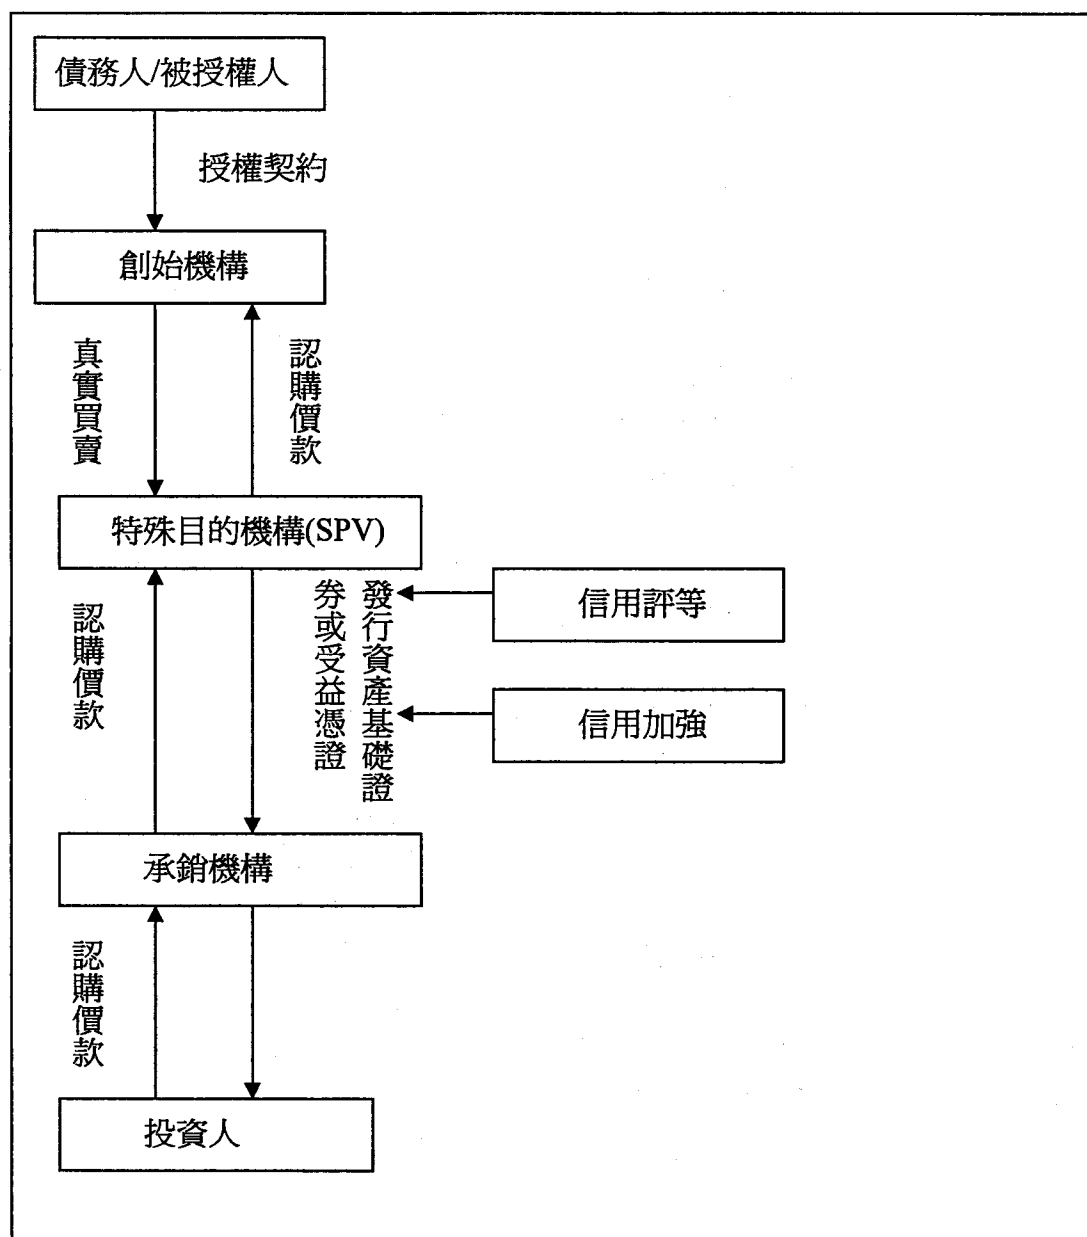 債務人/被授權人
授權契約
創始機構
真實買賣
認購價款
特殊目的機構(SPV)
認購價款
發行資產基礎證
券或受益憑證
信用評等
信用加強
承銷機構
認購價款
投資人